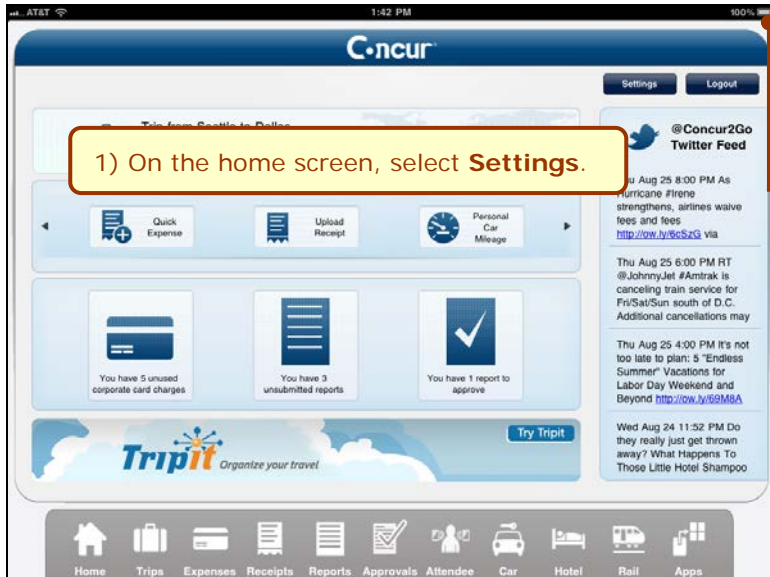 AT&T
1:42 PM
100%
Concur
Settings
Logout
Trip from Seattle to Dallas
1) On the home screen, select Settings.
@Concur2Go
Twitter Feed
Thu Aug 25 8:00 PM As
Hurricane #Irene
strengthens, airlines waive
fees and fees
http://ow.ly/6cSzG via
Thu Aug 25 6:00 PM RT
@JohnnyJet #Amtrak is
canceling train service for
Fri/Sat/Sun south of D.C.
Additional cancellations may
Thu Aug 25 4:00 PM It's not
too late to plan: 5 "Endless
Summer" Vacations for
Labor Day Weekend and
Beyond http://ow.ly/69M8A
Wed Aug 24 11:52 PM Do
they really just get thrown
away? What Happens To
Those Little Hotel Shampoo
Quick
Expense
Upload
Receipt
Personal
Car
Mileage
You have 5 unused
corporate card charges
You have 3
unsubmitted reports
You have 1 report to
approve
TripIt Organize your travel
Try Tripit
Home Trips Expenses Receipts Reports Approvals Attendee Car Hotel Rail Apps